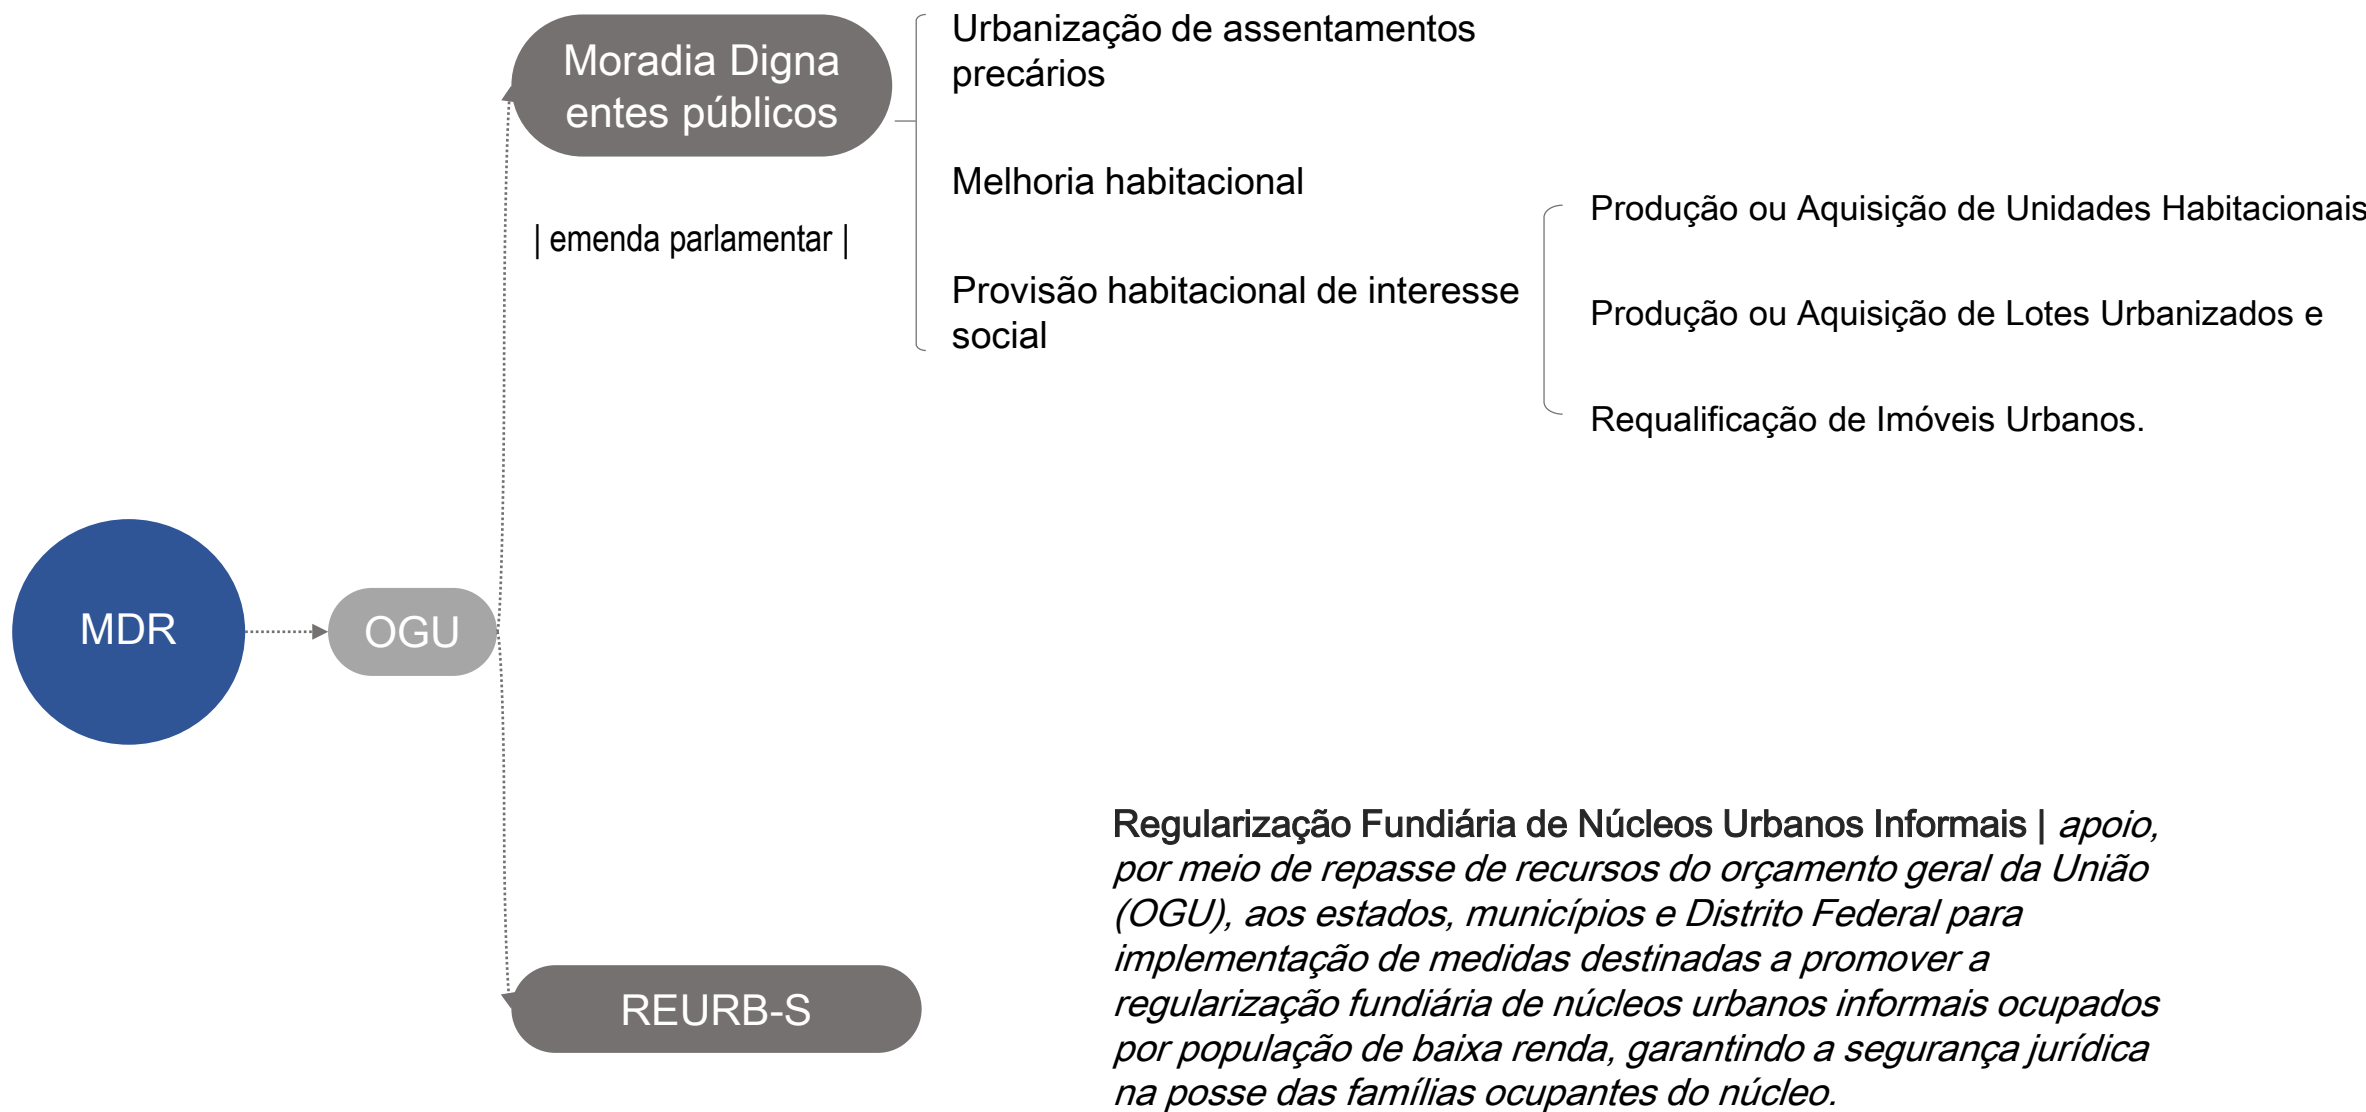 Moradia Digna
entes públicos
| emenda parlamentar |
Urbanização de assentamentos
precários
Melhoria habitacional
Provisão habitacional de interesse
social
Produção ou Aquisição de Unidades Habitacionais
Produção ou Aquisição de Lotes Urbanizados e
Requalificação de Imóveis Urbanos.
MDR
OGU
REURB-S
Regularização Fundiária de Núcleos Urbanos Informais | apoio,
por meio de repasse de recursos do orçamento geral da União
(OGU), aos estados, municípios e Distrito Federal para
implementação de medidas destinadas a promover a
regularização fundiária de núcleos urbanos informais ocupados
por população de baixa renda, garantindo a segurança jurídica
na posse das famílias ocupantes do núcleo.